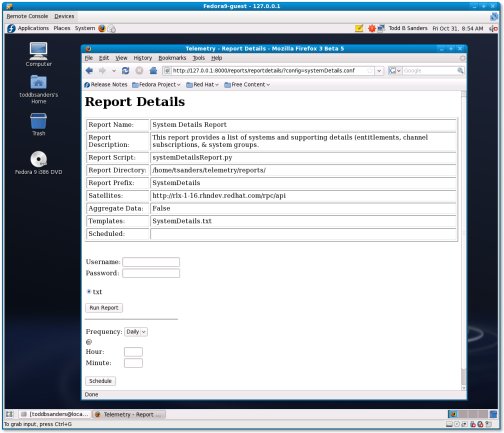 Fedora9-guest - 127.0.0.1
Remote Console Devices
Applications Places System Todd B Sanders Fri Oct 31, 8:54 AM
Computer
toddbsanders's
Home
Trash
Fedora 9 i386 DVD
Telemetry - Report Details - Mozilla Firefox 3 Beta 5
File Edit View History Bookmarks Tools Help
http://127.0.0.1:8000/reports/reportdetails/?config=systemDetails.conf Google
Release Notes Fedora Project Red Hat Free Content
Report Details
Report Name: System Details Report
Report
Description: This report provides a list of systems and supporting details (entitlements, channel
subscriptions, & system groups.
Report Script: systemDetailsReport.py
Report Directory: /home/tsanders/telemetry/reports/
Report Prefix: SystemDetails
Satellites: http://rlx-1-16.rhndev.redhat.com/rpc/api
Aggregate Data: False
Templates: SystemDetails.txt
Scheduled:
Username:
Password:
txt
Run Report
Frequency: Daily
@
Hour:
Minute:
Schedule
Done
[toddbsanders@loca... Telemetry - Report ...
To grab input, press Ctrl+G